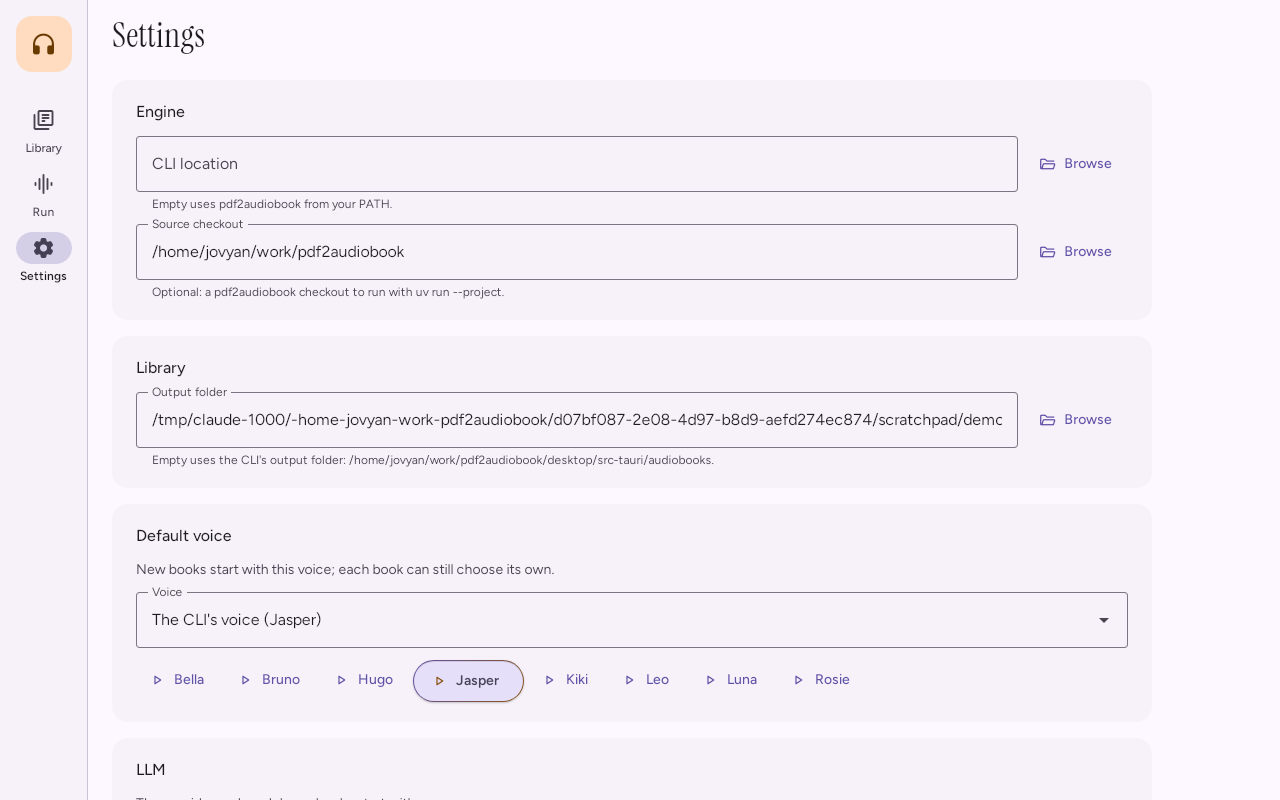 Settings
Library
Run
Settings
Engine
CLI location
Browse
Empty uses pdf2audiobook from your PATH.
Source checkout
/home/jovyan/work/pdf2audiobook
Browse
Optional: a pdf2audiobook checkout to run with uv run --project.
Library
Output folder
/tmp/claude-1000/-home-jovyan-work-pdf2audiobook/d07bf087-2e08-4d97-b8d9-aefd274ec874/scratchpad/demo
Browse
Empty uses the CLI's output folder: /home/jovyan/work/pdf2audiobook/desktop/src-tauri/audiobooks.
Default voice
New books start with this voice; each book can still choose its own.
Voice
The CLI's voice (Jasper)
Bella Bruno Hugo Jasper Kiki Leo Luna Rosie
LLM